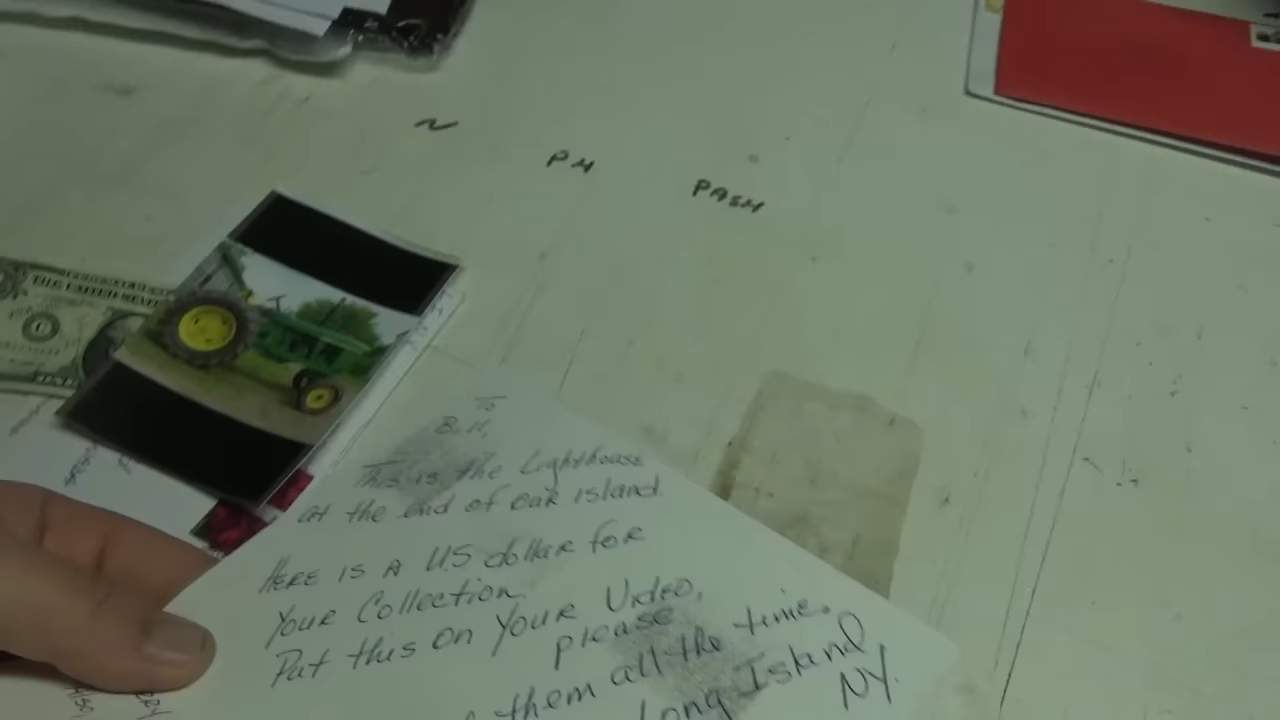 PM
PASM
To
Bill,
This is the Lighthouse
at the end of Oak island.
HERE IS A U.S dollar for
Your Collection.
Put this on Your Video,
please
them all the time.
Long Island
NY.